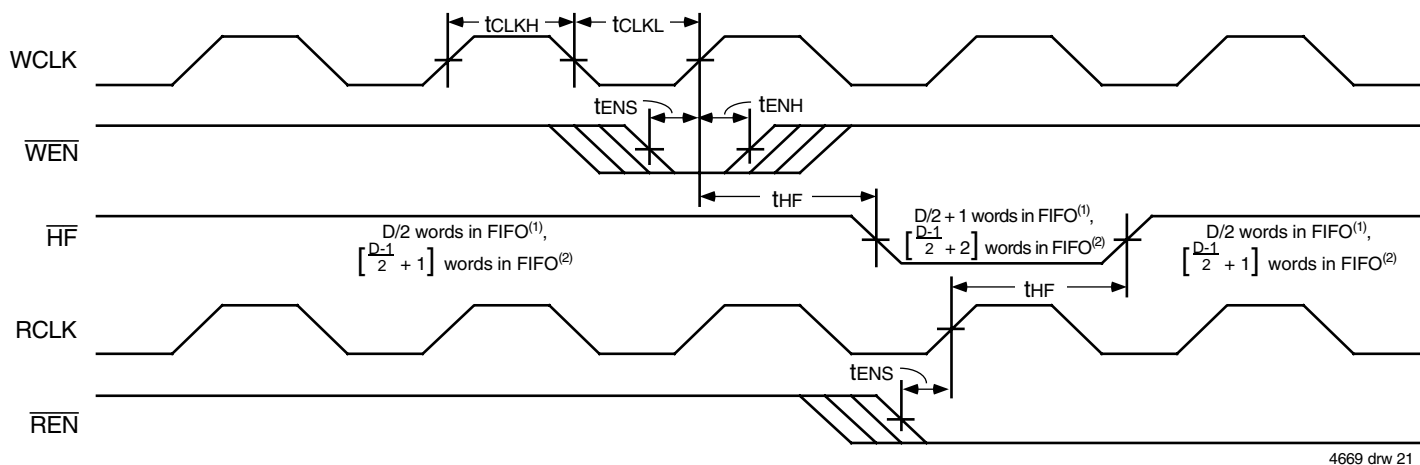 tCLKH tCLKL
WCLK
tENS tENH
WEN
tHF
HF
D/2 words in FIFO(1),
[D-1/2 + 1] words in FIFO(2)
D/2 + 1 words in FIFO(1),
[D-1/2 + 2] words in FIFO(2)
D/2 words in FIFO(1),
[D-1/2 + 1] words in FIFO(2)
tHF
RCLK
tENS
REN
4669 drw 21